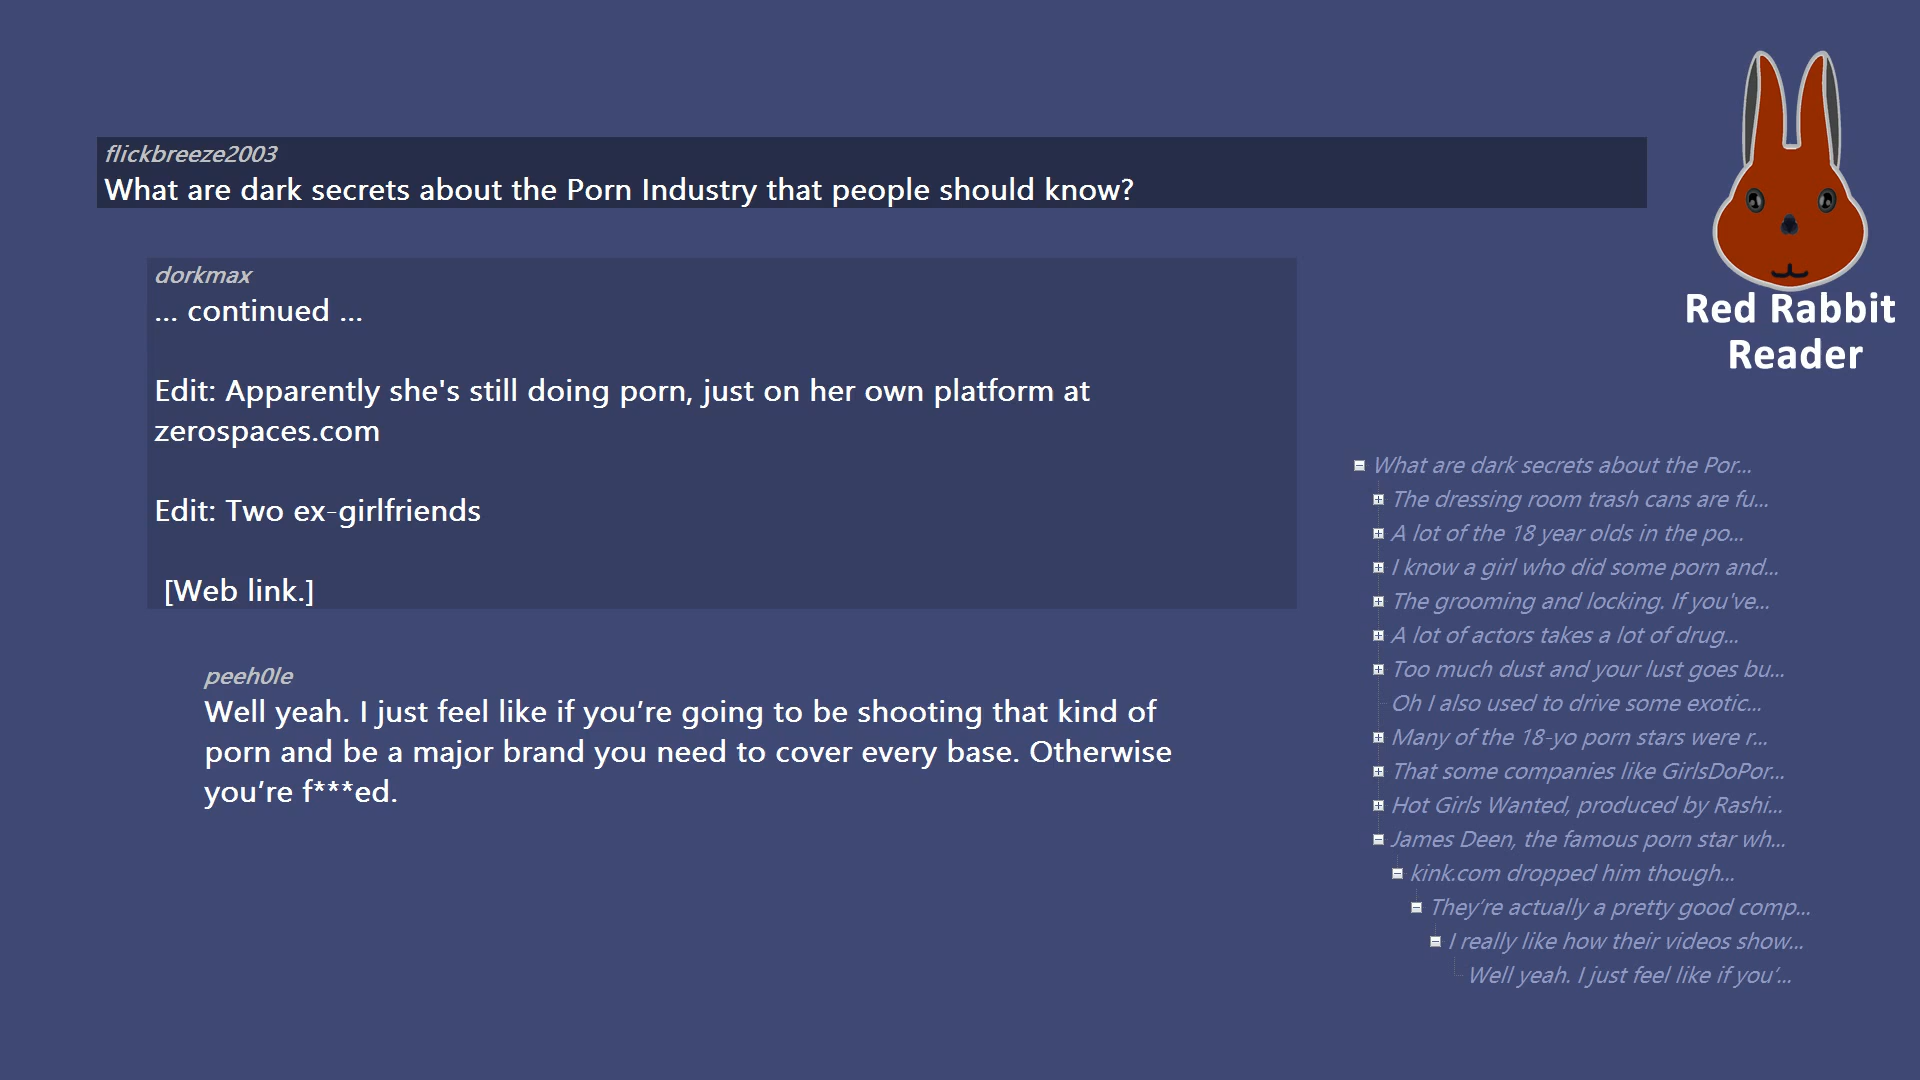 flickbreeze2003
What are dark secrets about the Porn Industry that people should know?
dorkmax
... continued ...
Edit: Apparently she's still doing porn, just on her own platform at
zerospaces.com
Edit: Two ex-girlfriends
[Web link.]
peeh0le
Well yeah. I just feel like if you’re going to be shooting that kind of
porn and be a major brand you need to cover every base. Otherwise
you’re f***ed.
Red Rabbit
Reader
What are dark secrets about the Por...
The dressing room trash cans are fu...
A lot of the 18 year olds in the po...
I know a girl who did some porn and...
The grooming and locking. If you've...
A lot of actors takes a lot of drug...
Too much dust and your lust goes bu...
Oh I also used to drive some exotic...
Many of the 18-yo porn stars were r...
That some companies like GirlsDoPor...
Hot Girls Wanted, produced by Rashi...
James Deen, the famous porn star wh...
kink.com dropped him though...
They’re actually a pretty good comp...
I really like how their videos show...
Well yeah. I just feel like if you’...